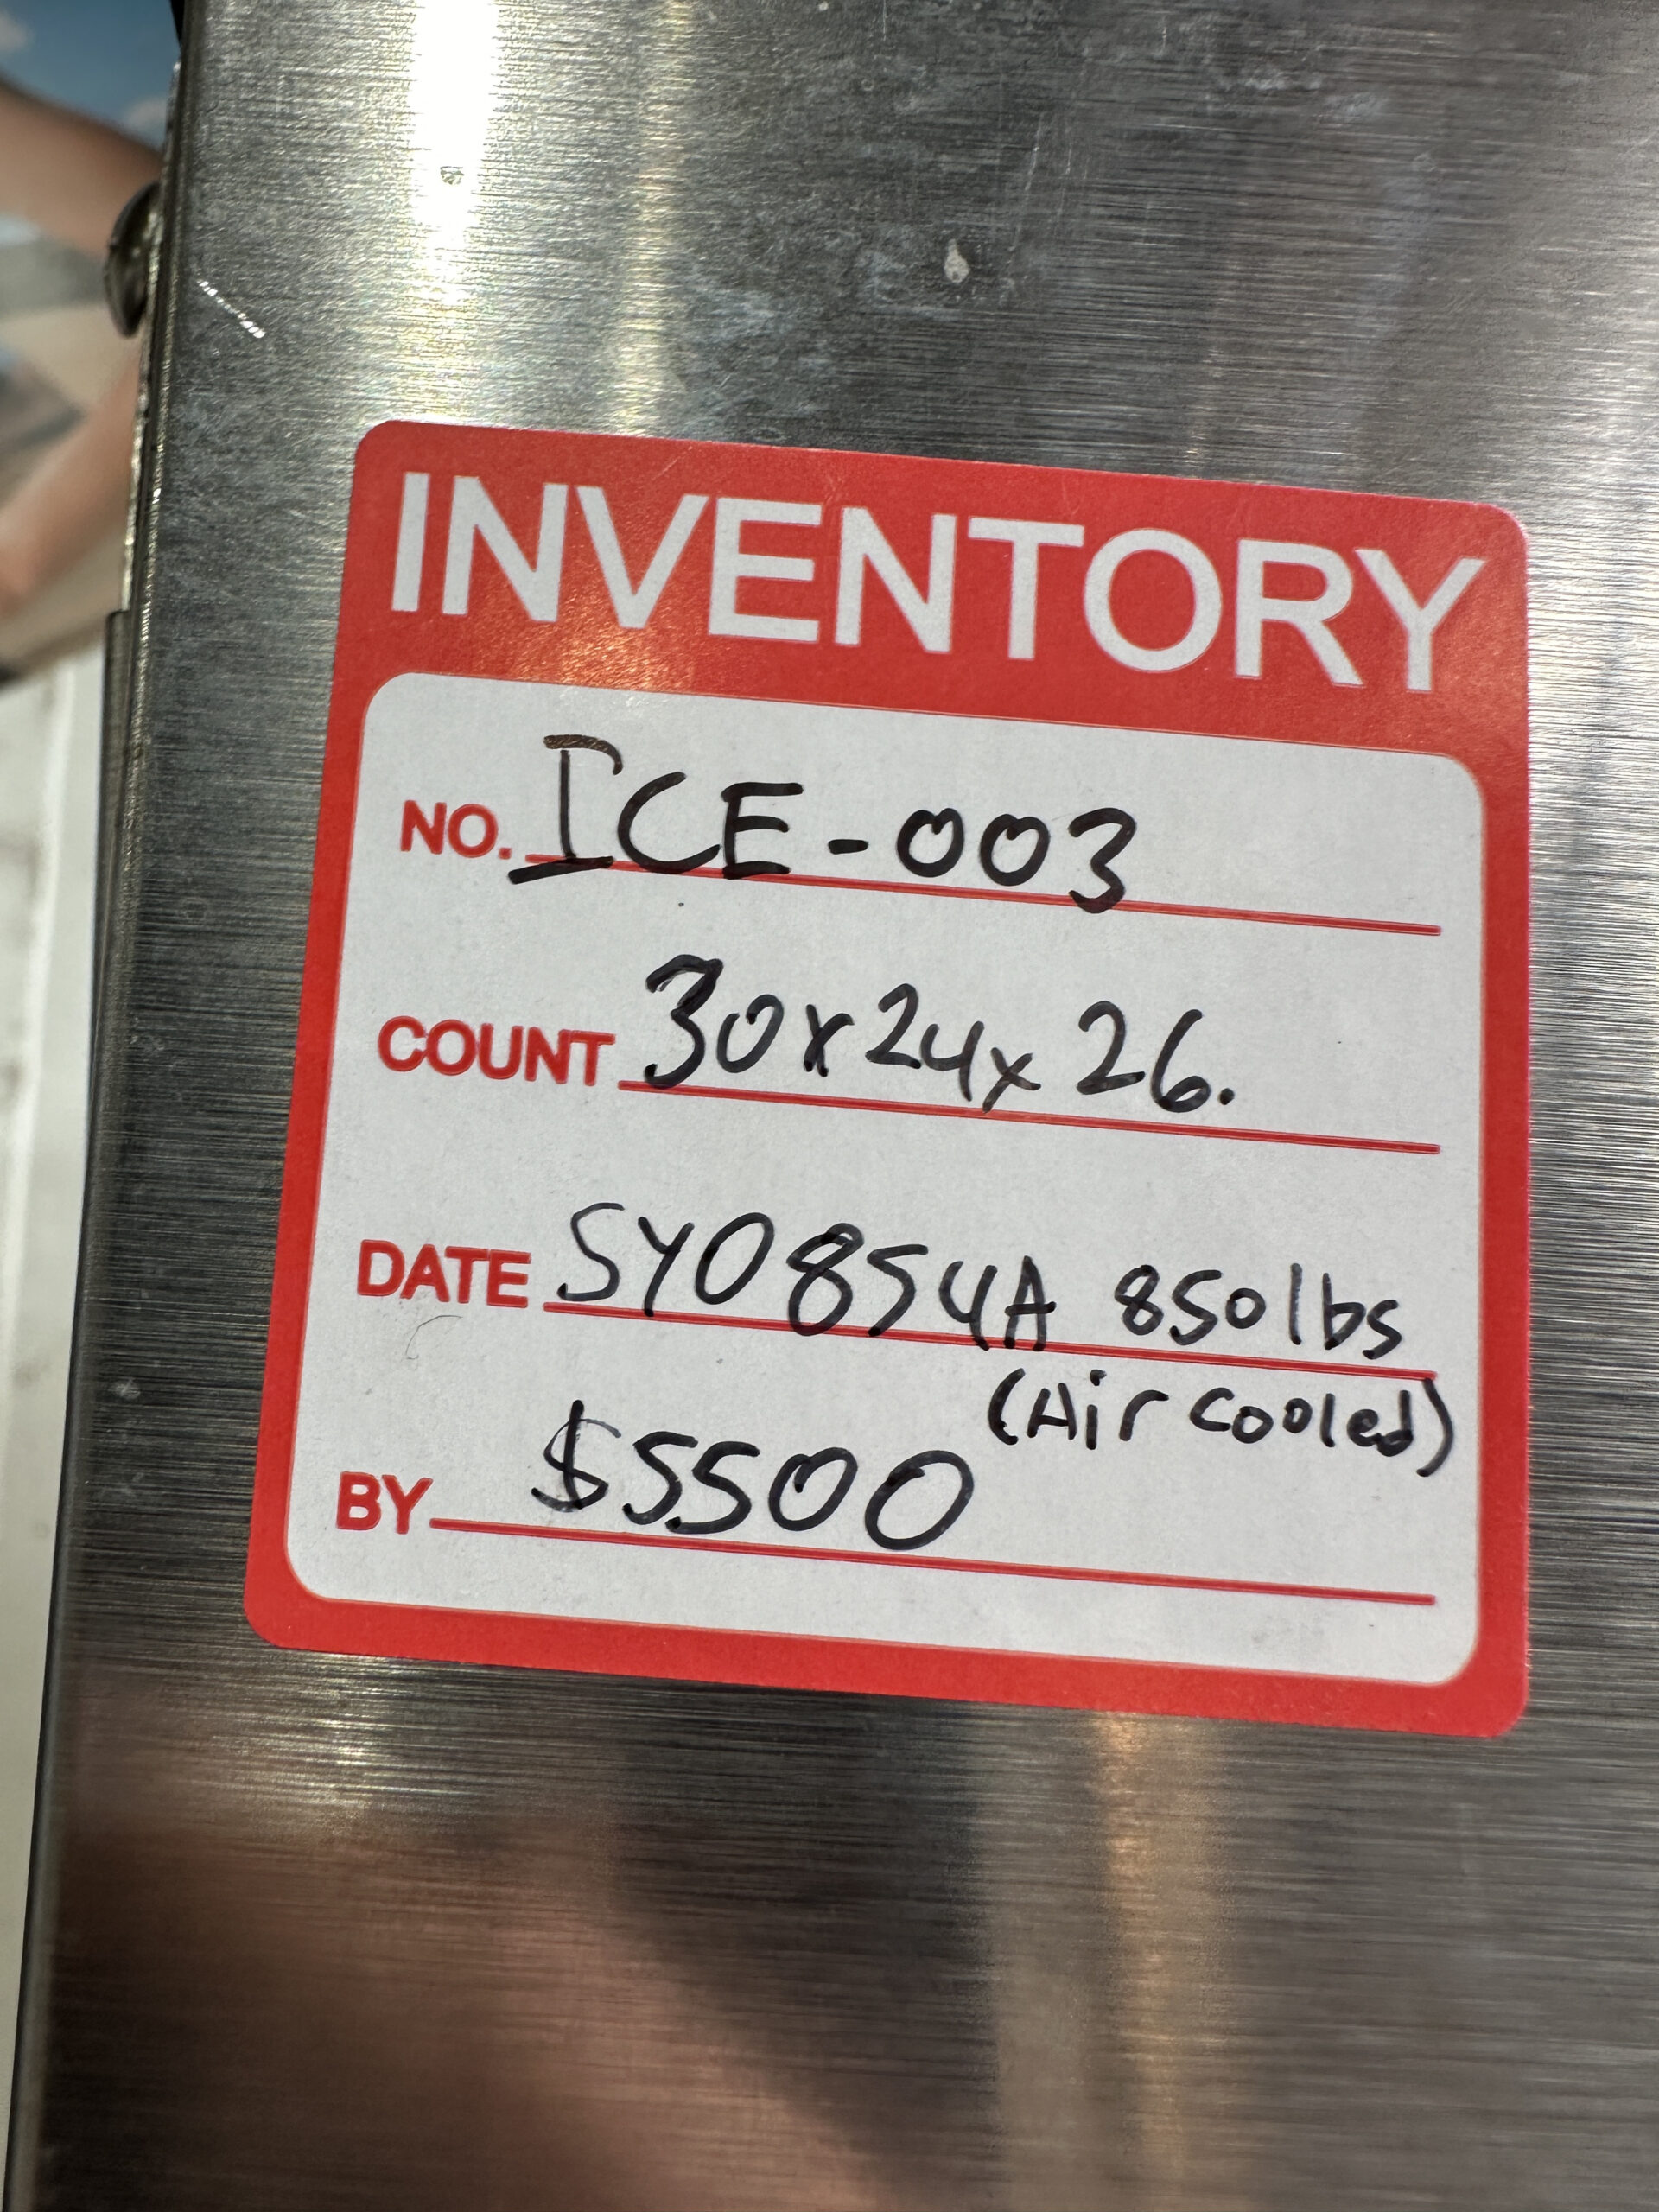 INVENTORY
NO. ICE-003
COUNT 30x24x26.
DATE SY0854A 850lbs
(Air Cooled)
BY $5500